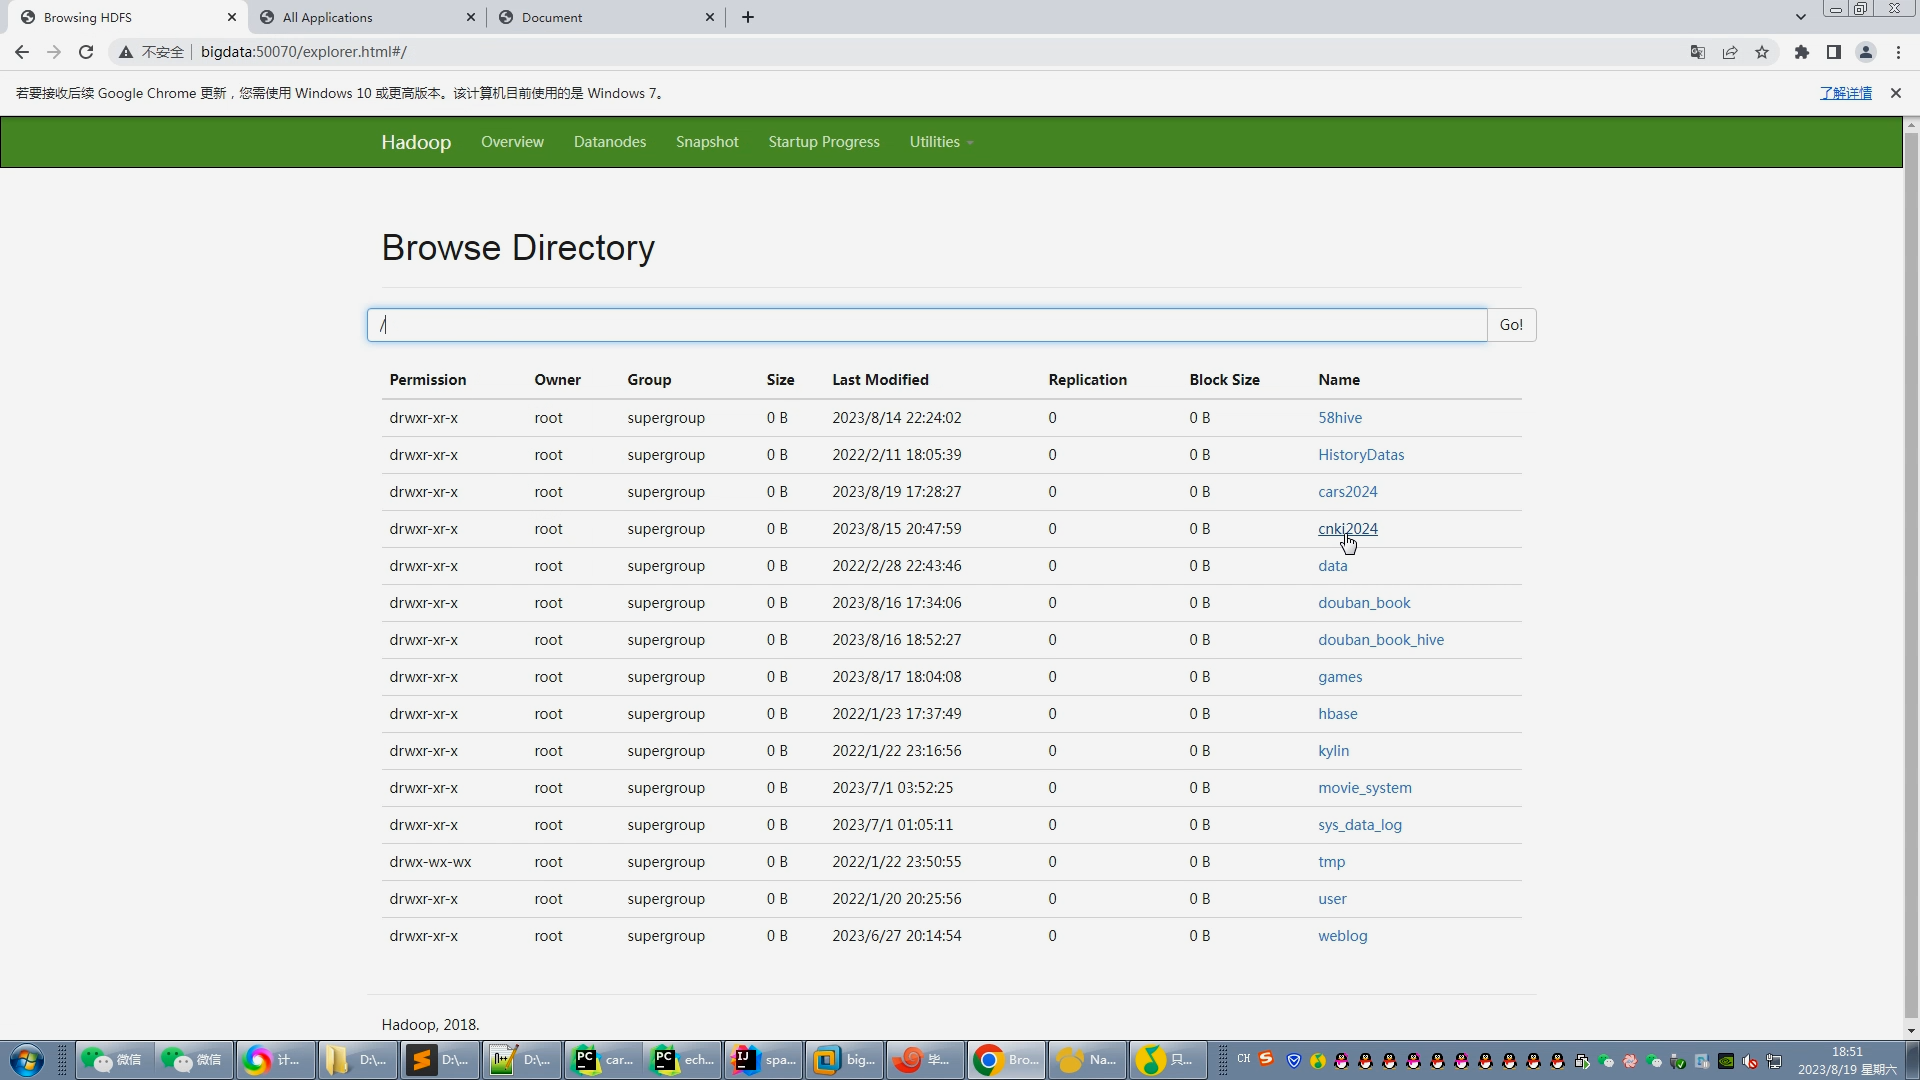 Browsing HDFS
All Applications
Document
不安全 bigdata:50070/explorer.html#/
若要接收后续 Google Chrome 更新，您需使用 Windows 10 或更高版本。该计算机目前使用的是 Windows 7。 了解详情
Hadoop Overview Datanodes Snapshot Startup Progress Utilities
Browse Directory
/ Go!
Permission Owner Group Size Last Modified Replication Block Size Name
drwxr-xr-x root supergroup 0 B 2023/8/14 22:24:02 0 0 B 58hive
drwxr-xr-x root supergroup 0 B 2022/2/11 18:05:39 0 0 B HistoryDatas
drwxr-xr-x root supergroup 0 B 2023/8/19 17:28:27 0 0 B cars2024
drwxr-xr-x root supergroup 0 B 2023/8/15 20:47:59 0 0 B cnki2024
drwxr-xr-x root supergroup 0 B 2022/2/28 22:43:46 0 0 B data
drwxr-xr-x root supergroup 0 B 2023/8/16 17:34:06 0 0 B douban_book
drwxr-xr-x root supergroup 0 B 2023/8/16 18:52:27 0 0 B douban_book_hive
drwxr-xr-x root supergroup 0 B 2023/8/17 18:04:08 0 0 B games
drwxr-xr-x root supergroup 0 B 2022/1/23 17:37:49 0 0 B hbase
drwxr-xr-x root supergroup 0 B 2022/1/22 23:16:56 0 0 B kylin
drwxr-xr-x root supergroup 0 B 2023/7/1 03:52:25 0 0 B movie_system
drwxr-xr-x root supergroup 0 B 2023/7/1 01:05:11 0 0 B sys_data_log
drwx-wx-wx root supergroup 0 B 2022/1/22 23:50:55 0 0 B tmp
drwxr-xr-x root supergroup 0 B 2022/1/20 20:25:56 0 0 B user
drwxr-xr-x root supergroup 0 B 2023/6/27 20:14:54 0 0 B weblog
Hadoop, 2018.
微信 微信 计... D:\... D:\... D:\... PC car... PC ech... IJ spa... big... 毕... Bro... Na... 只... CH 18:51
2023/8/19 星期六